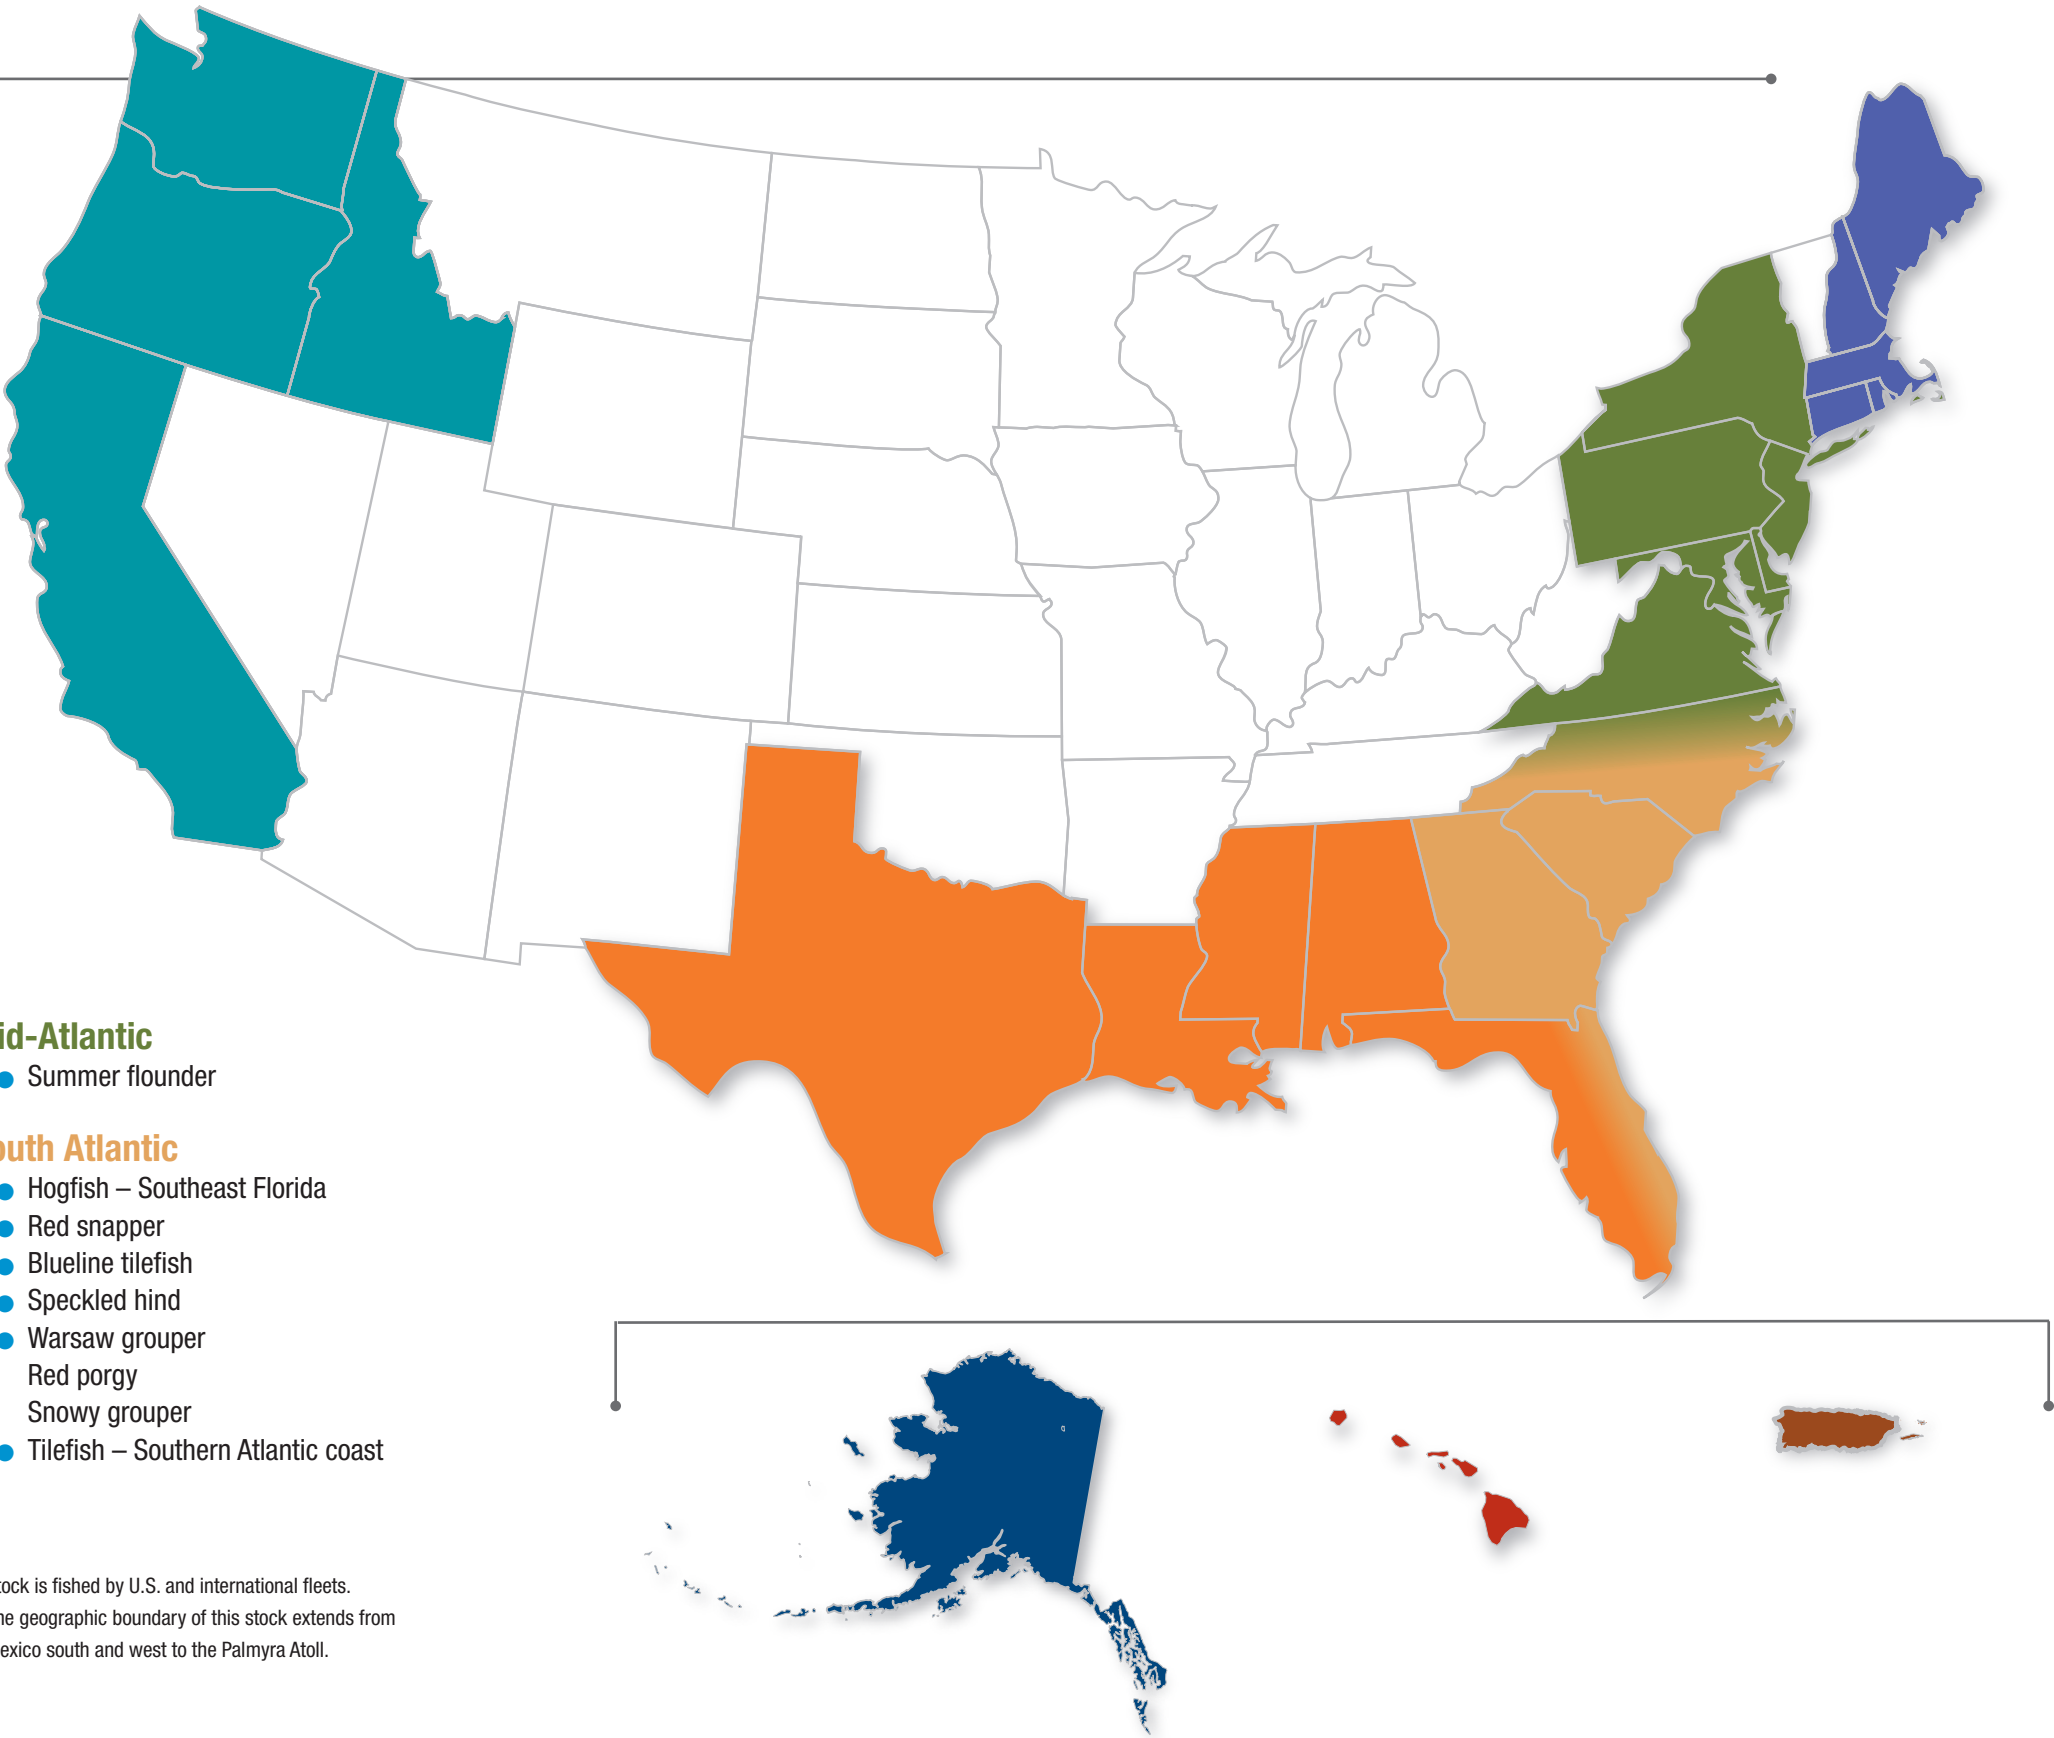 id-Atlantic
Summer flounder
outh Atlantic
Hogfish – Southeast Florida
Red snapper
Blueline tilefish
Speckled hind
Warsaw grouper
Red porgy
Snowy grouper
Tilefish – Southern Atlantic coast
tock is fished by U.S. and international fleets.
he geographic boundary of this stock extends from
exico south and west to the Palmyra Atoll.